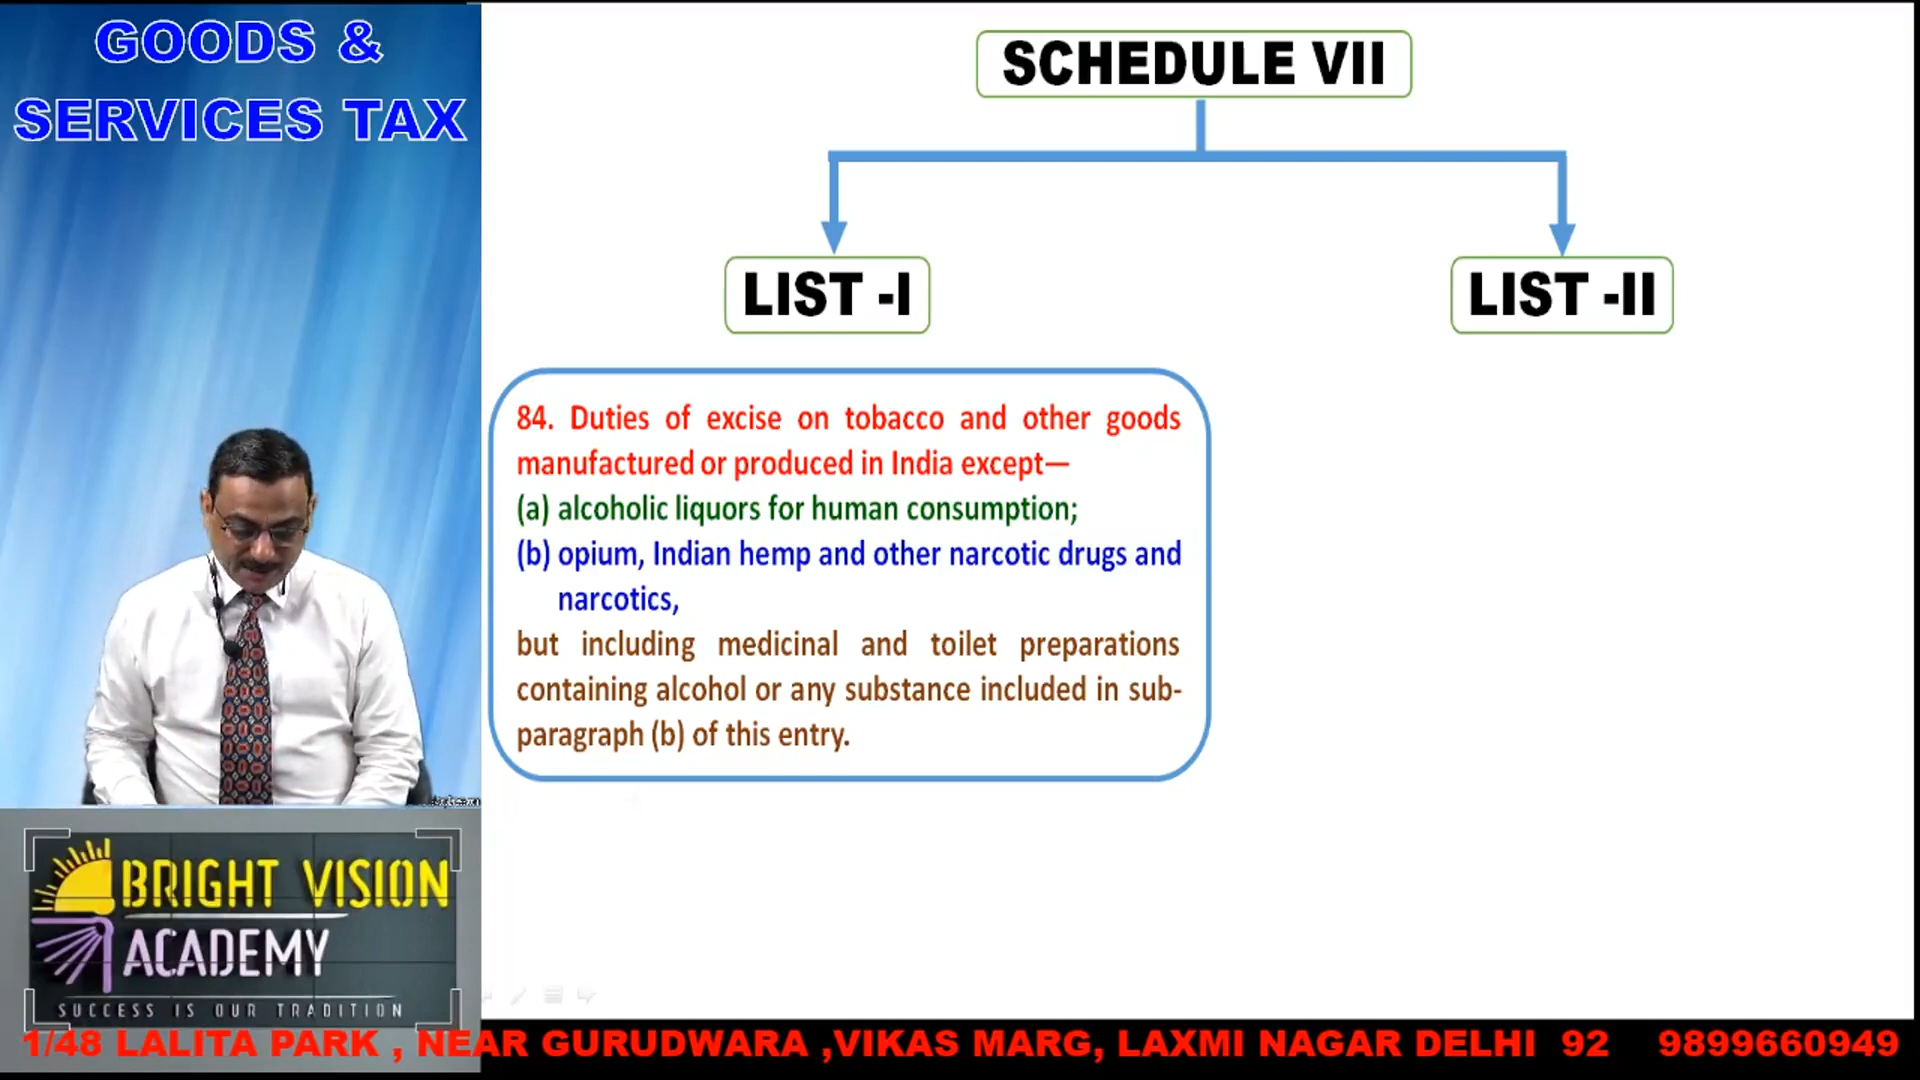 GOODS &
SERVICES TAX
SCHEDULE VII
LIST -I
LIST -II
84. Duties of excise on tobacco and other goods
manufactured or produced in India except—
(a) alcoholic liquors for human consumption;
(b) opium, Indian hemp and other narcotic drugs and
narcotics,
but including medicinal and toilet preparations
containing alcohol or any substance included in sub-
paragraph (b) of this entry.
BRIGHT VISION
ACADEMY
SUCCESS IS OUR TRADITION
1/48 LALITA PARK , NEAR GURUDWARA ,VIKAS MARG, LAXMI NAGAR DELHI 92 9899660949